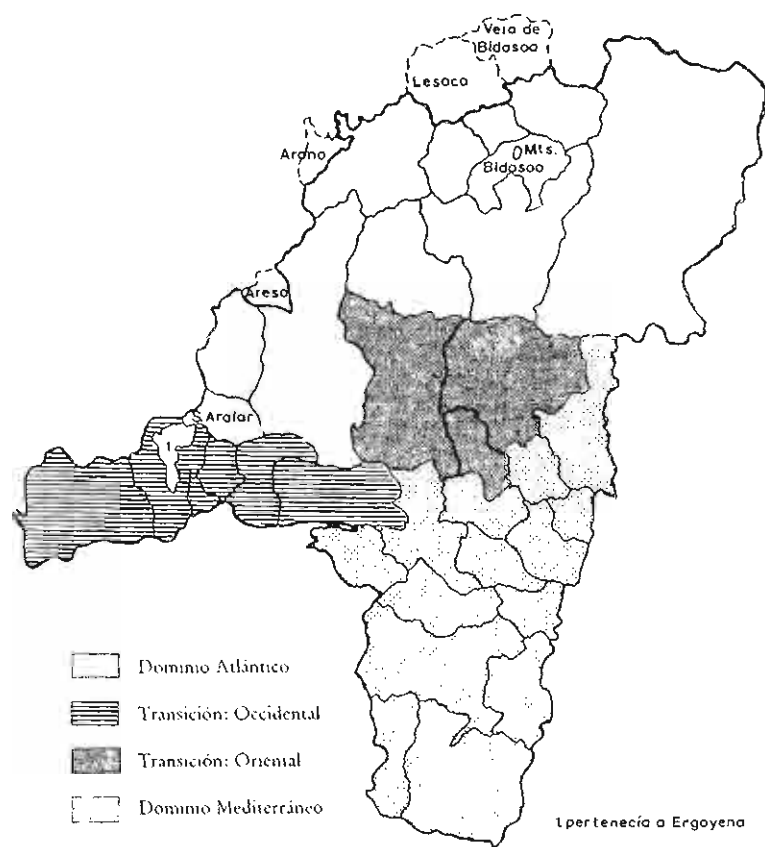 Vera de
Bidasoa
Lesaca
Arano
Mts.
Bidasoa
Areso
Aralar
1
Dominio Atlántico
Transición: Occidental
Transición: Oriental
Dominio Mediterráneo
1 pertenecía a Ergoyena